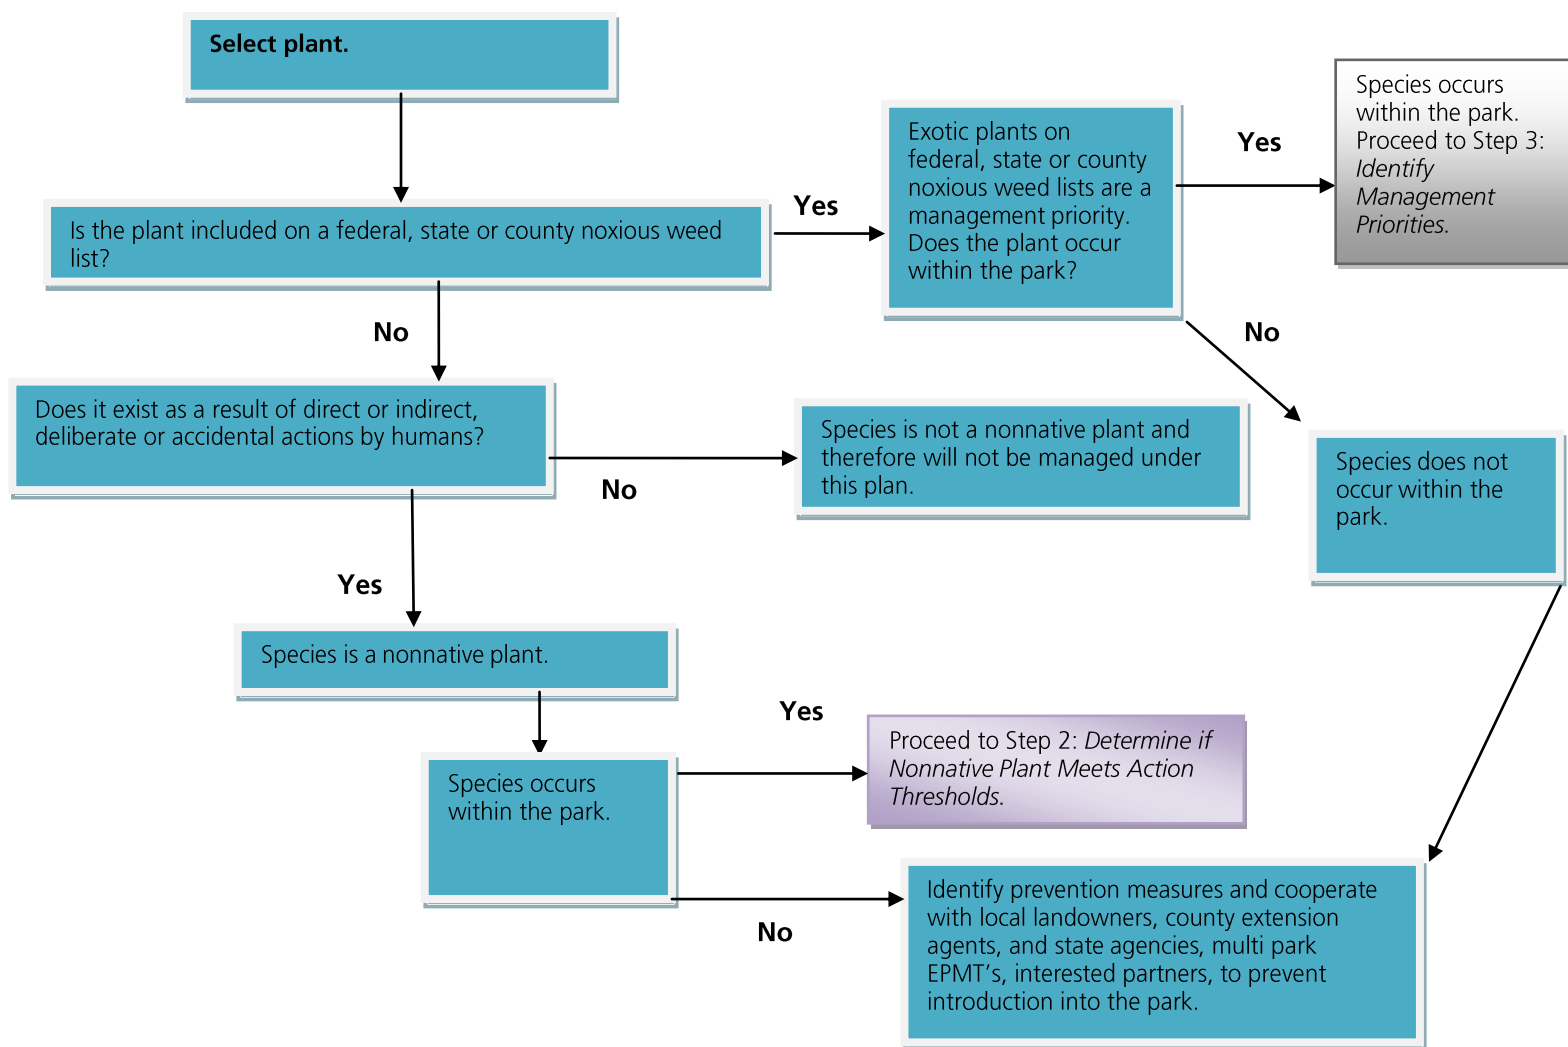 Select plant.
Is the plant included on a federal, state or county noxious weed
list?
Yes
Exotic plants on
federal, state or county
noxious weed lists are a
management priority.
Does the plant occur
within the park?
Yes
Species occurs
within the park.
Proceed to Step 3:
Identify
Management
Priorities.
No
Species does not
occur within the
park.
No
Does it exist as a result of direct or indirect,
deliberate or accidental actions by humans?
No
Species is not a nonnative plant and
therefore will not be managed under
this plan.
Yes
Species is a nonnative plant.
Species occurs
within the park.
Yes
Proceed to Step 2: Determine if
Nonnative Plant Meets Action
Thresholds.
No
Identify prevention measures and cooperate
with local landowners, county extension
agents, and state agencies, multi park
EPMT’s, interested partners, to prevent
introduction into the park.